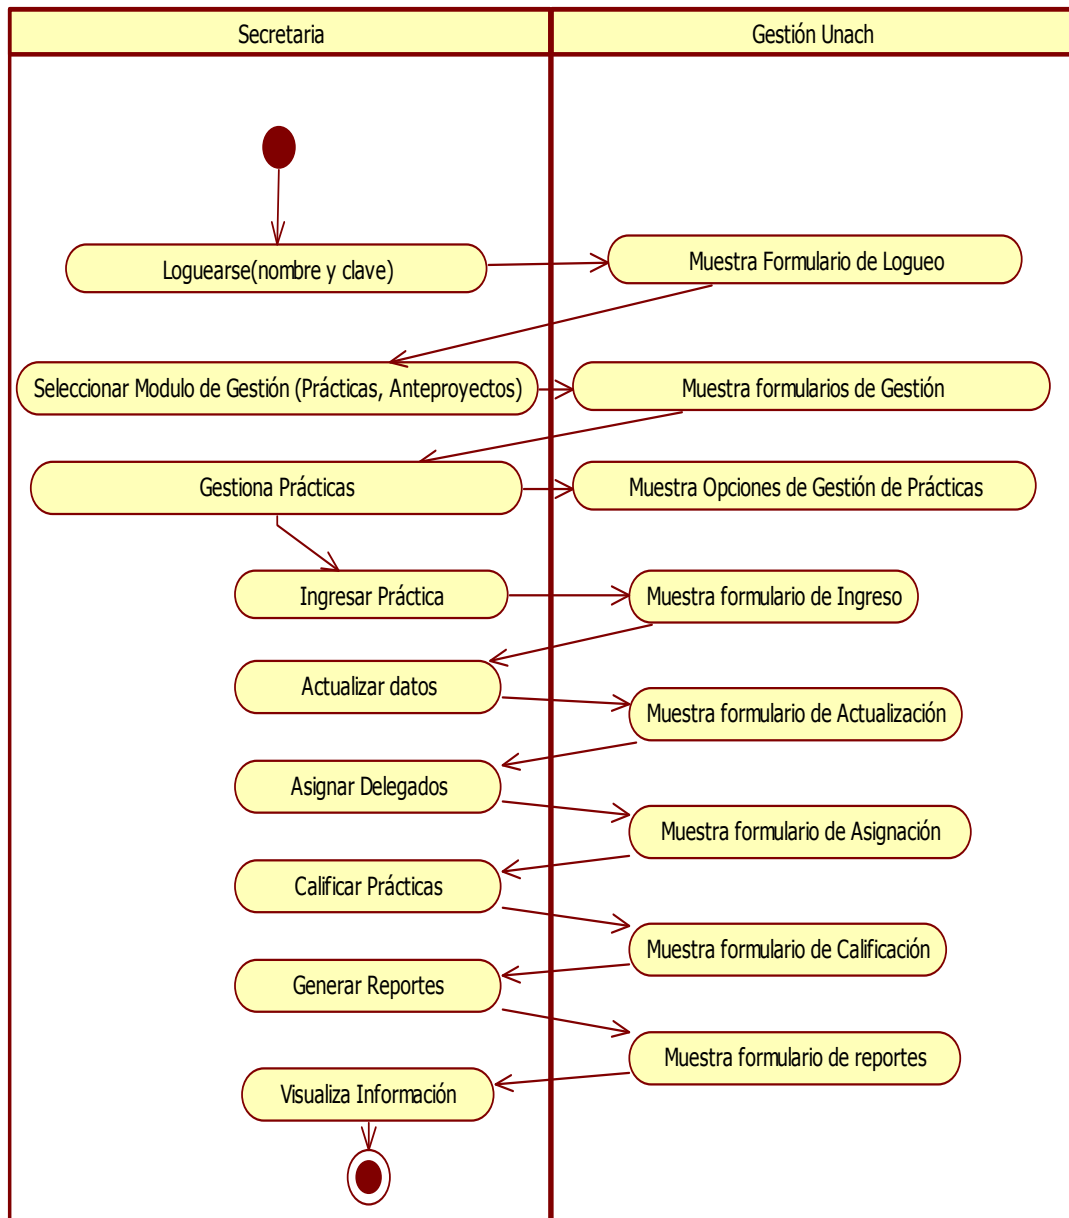 Secretaria
Gestión Unach
Loguearse(nombre y clave)
Muestra Formulario de Logueo
Seleccionar Modulo de Gestión (Prácticas, Anteproyectos)
Muestra formularios de Gestión
Gestiona Prácticas
Muestra Opciones de Gestión de Prácticas
Ingresar Práctica
Muestra formulario de Ingreso
Actualizar datos
Muestra formulario de Actualización
Asignar Delegados
Muestra formulario de Asignación
Calificar Prácticas
Muestra formulario de Calificación
Generar Reportes
Muestra formulario de reportes
Visualiza Información